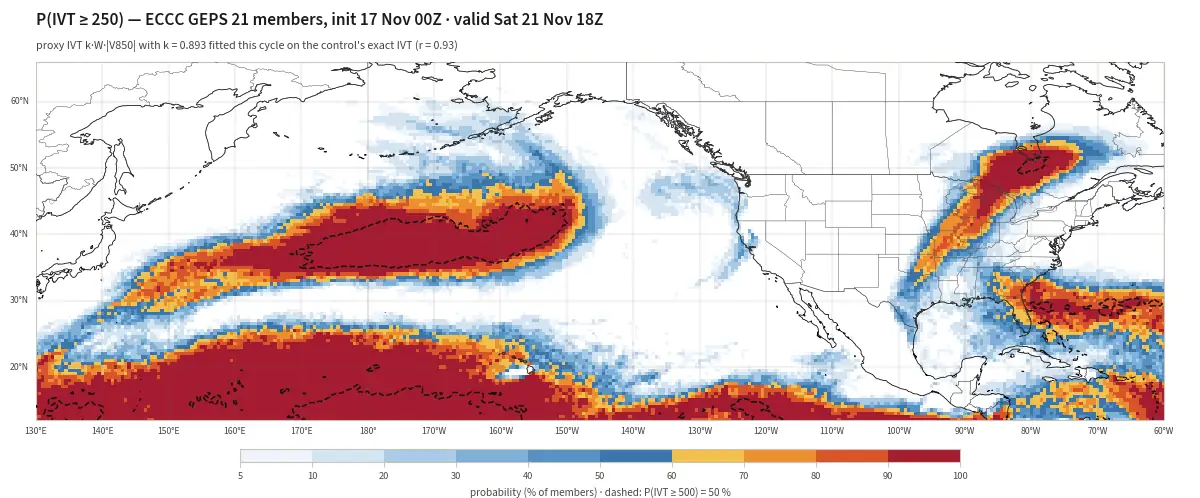 P(IVT ≥ 250) — ECCC GEPS 21 members, init 17 Nov 00Z · valid Sat 21 Nov 18Z
proxy IVT k·W·|V850| with k = 0.893 fitted this cycle on the control's exact IVT (r = 0.93)
60°N
50°N
40°N
30°N
20°N
130°E 140°E 150°E 160°E 170°E 180° 170°W 160°W 150°W 140°W 130°W 120°W 110°W 100°W 90°W 80°W 70°W 60°W
5 10 20 30 40 50 60 70 80 90 100
probability (% of members) · dashed: P(IVT ≥ 500) = 50 %